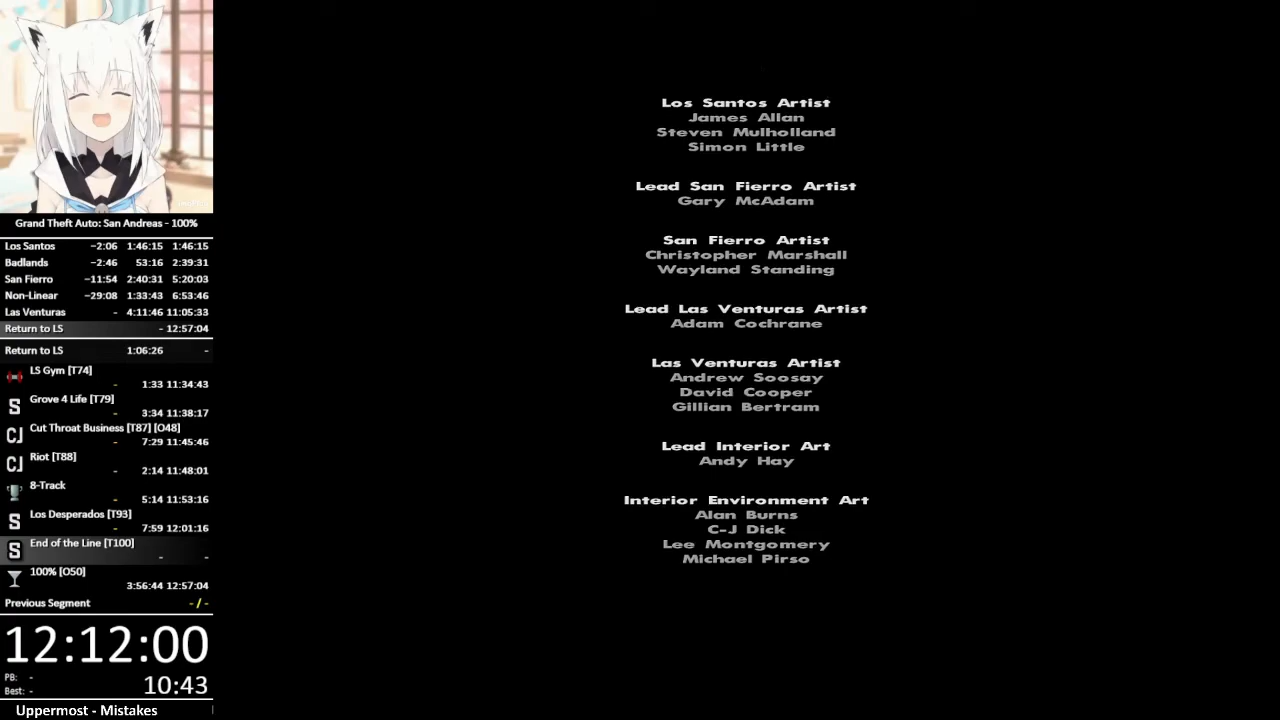 Grand Theft Auto: San Andreas - 100%
Los Santos −2:06 1:46:15 1:46:15
Badlands −2:46 53:16 2:39:31
San Fierro −11:54 2:40:31 5:20:03
Non-Linear −29:08 1:33:43 6:53:46
Las Venturas - 4:11:46 11:05:33
Return to LS - 12:57:04
Return to LS 1:06:26 -
LS Gym [T74]
- 1:33 11:34:43
Grove 4 Life [T79]
- 3:34 11:38:17
Cut Throat Business [T87] [O48]
- 7:29 11:45:46
Riot [T88]
- 2:14 11:48:01
8-Track
- 5:14 11:53:16
Los Desperados [T93]
- 7:59 12:01:16
End of the Line [T100]
- -
100% [O50]
3:56:44 12:57:04
Previous Segment - / -
12:12:00
PB: -
Best: -
10:43
Uppermost - Mistakes
Los Santos Artist
James Allan
Steven Mulholland
Simon Little
Lead San Fierro Artist
Gary McAdam
San Fierro Artist
Christopher Marshall
Wayland Standing
Lead Las Venturas Artist
Adam Cochrane
Las Venturas Artist
Andrew Soosay
David Cooper
Gillian Bertram
Lead Interior Art
Andy Hay
Interior Environment Art
Alan Burns
C-J Dick
Lee Montgomery
Michael Pirso